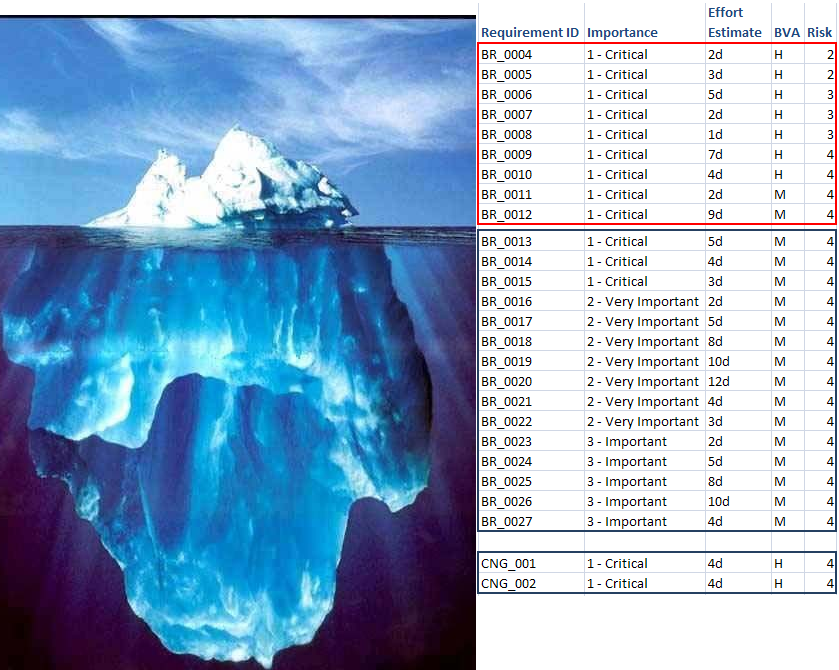 Effort
Requirement ID Importance Estimate BVA Risk
BR_0004 1 - Critical 2d H 2
BR_0005 1 - Critical 3d H 2
BR_0006 1 - Critical 5d H 3
BR_0007 1 - Critical 2d H 3
BR_0008 1 - Critical 1d H 3
BR_0009 1 - Critical 7d H 4
BR_0010 1 - Critical 4d H 4
BR_0011 1 - Critical 2d M 4
BR_0012 1 - Critical 9d M 4
BR_0013 1 - Critical 5d M 4
BR_0014 1 - Critical 4d M 4
BR_0015 1 - Critical 3d M 4
BR_0016 2 - Very Important 2d M 4
BR_0017 2 - Very Important 5d M 4
BR_0018 2 - Very Important 8d M 4
BR_0019 2 - Very Important 10d M 4
BR_0020 2 - Very Important 12d M 4
BR_0021 2 - Very Important 4d M 4
BR_0022 2 - Very Important 3d M 4
BR_0023 3 - Important 2d M 4
BR_0024 3 - Important 5d M 4
BR_0025 3 - Important 8d M 4
BR_0026 3 - Important 10d M 4
BR_0027 3 - Important 4d M 4
CNG_001 1 - Critical 4d H 4
CNG_002 1 - Critical 4d H 4